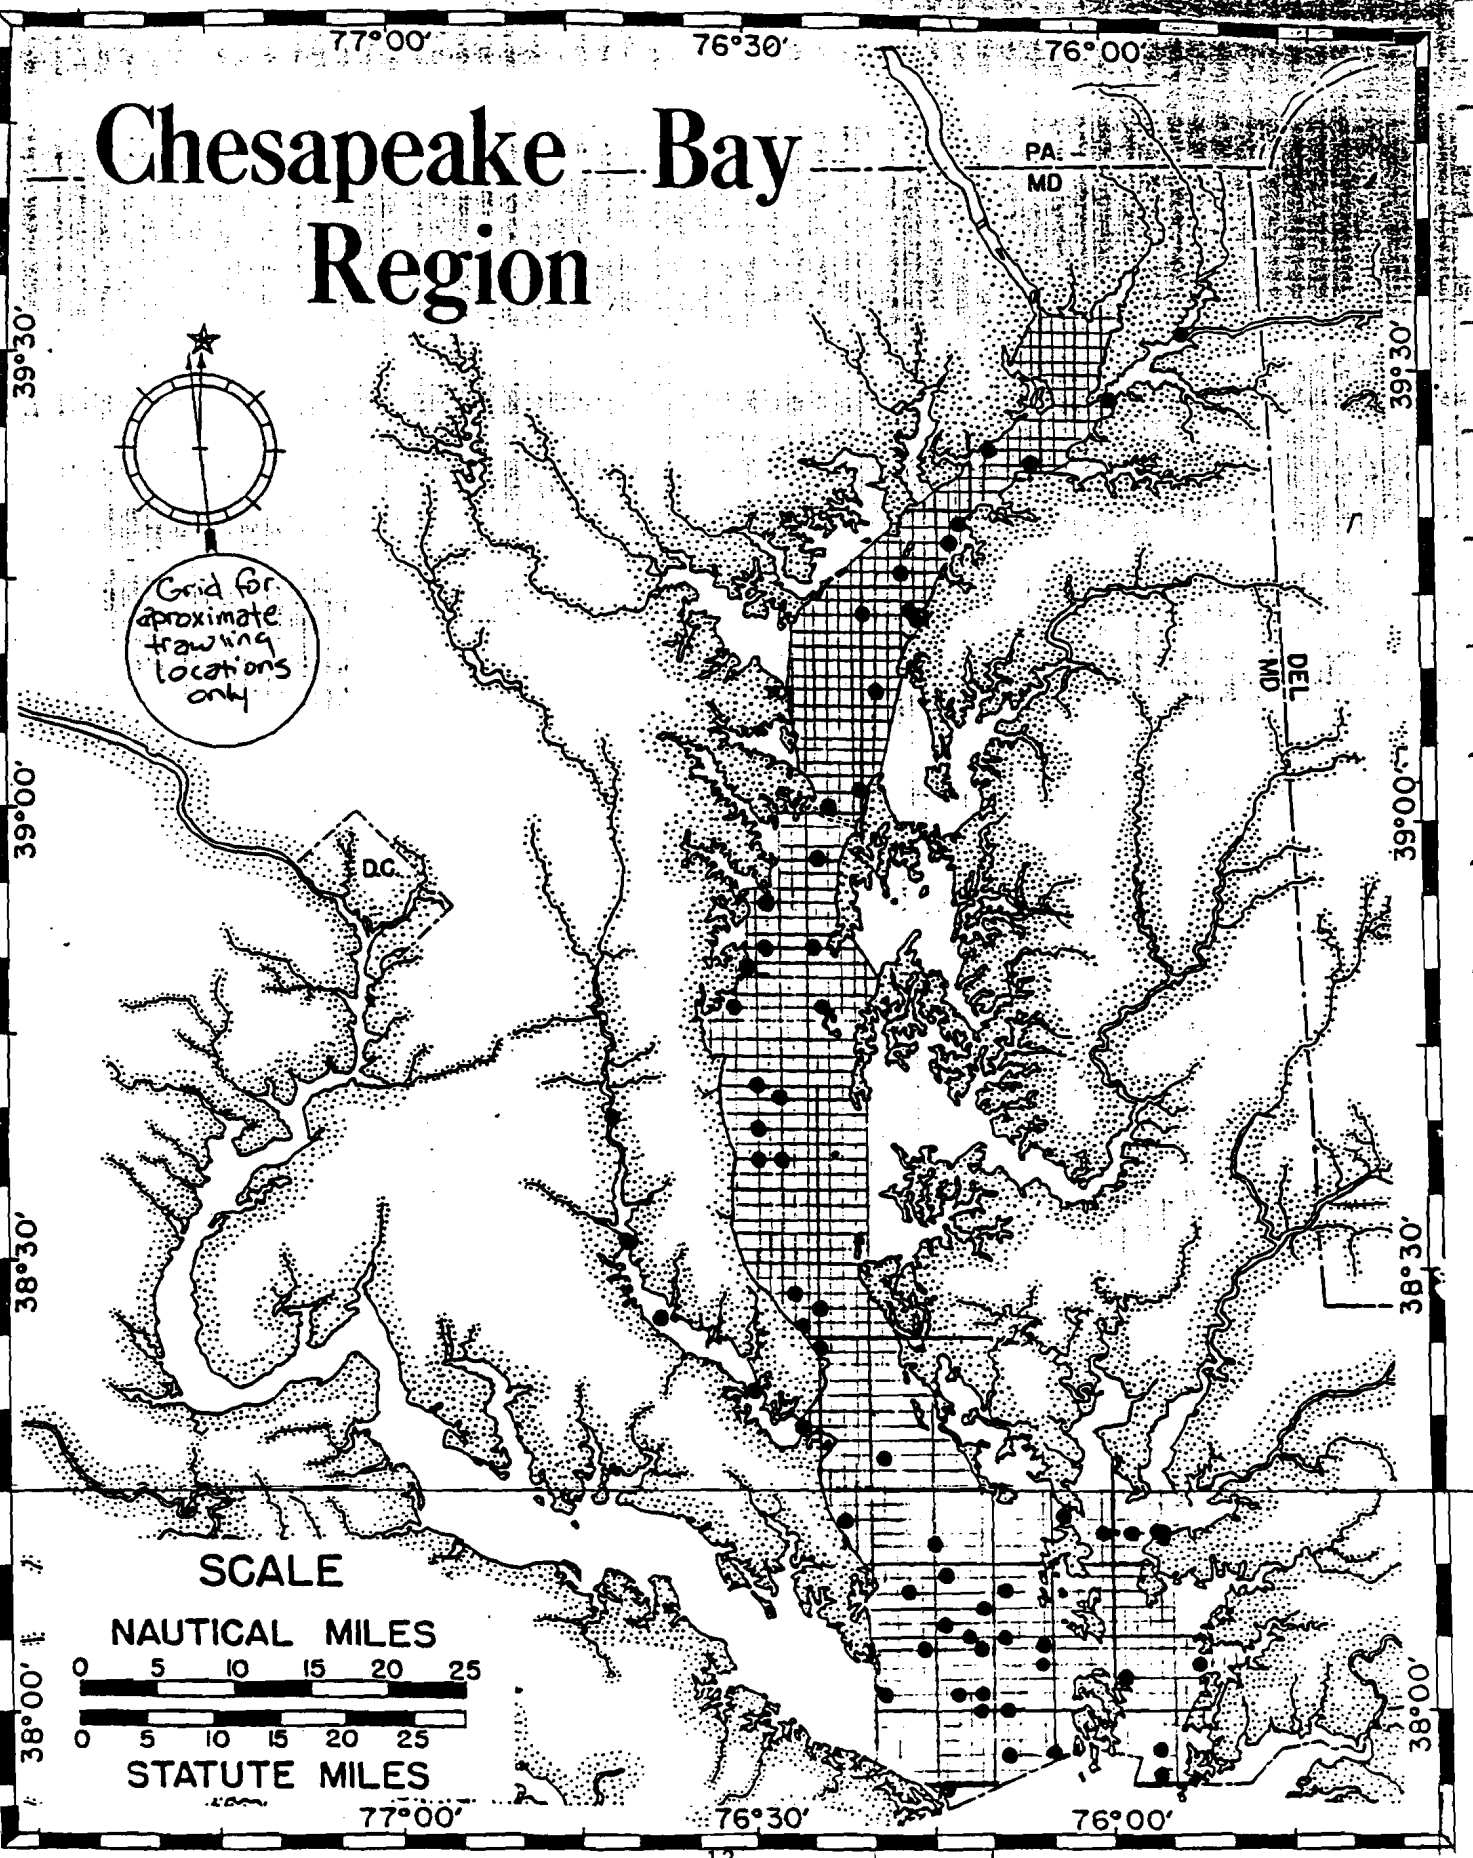 77°00' 76°30' 76°00'
Chesapeake Bay
Region
PA.
MD
39°30'
39°30'
Grid for
aproximate
trawling
locations
only
DEL
MD
39°00'
39°00'
D.C.
38°30'
38°30'
SCALE
NAUTICAL MILES
0 5 10 15 20 25
0 5 10 15 20 25
STATUTE MILES
38°00'
38°00'
77°00' 76°30' 76°00'